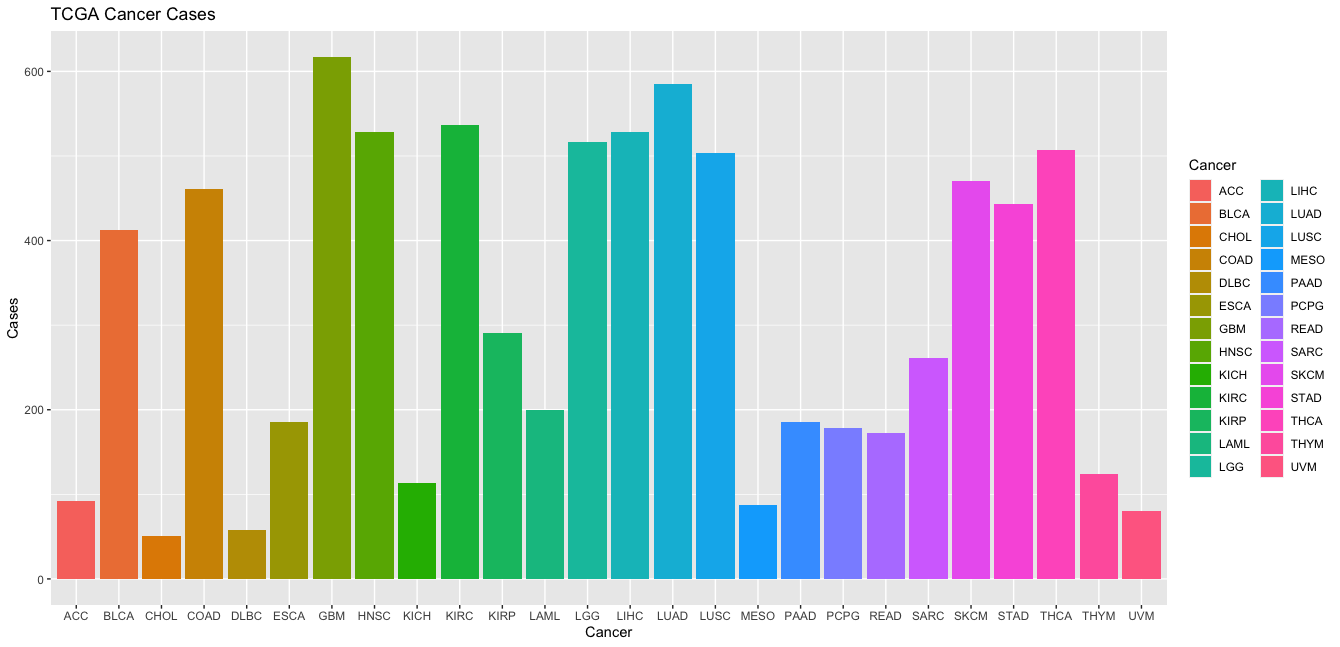 TCGA Cancer Cases
Cases
600
400
200
0
ACC BLCA CHOL COAD DLBC ESCA GBM HNSC KICH KIRC KIRP LAML LGG LIHC LUAD LUSC MESO PAAD PCPG READ SARC SKCM STAD THCA THYM UVM
Cancer
Cancer
ACC LIHC
BLCA LUAD
CHOL LUSC
COAD MESO
DLBC PAAD
ESCA PCPG
GBM READ
HNSC SARC
KICH SKCM
KIRC STAD
KIRP THCA
LAML THYM
LGG UVM